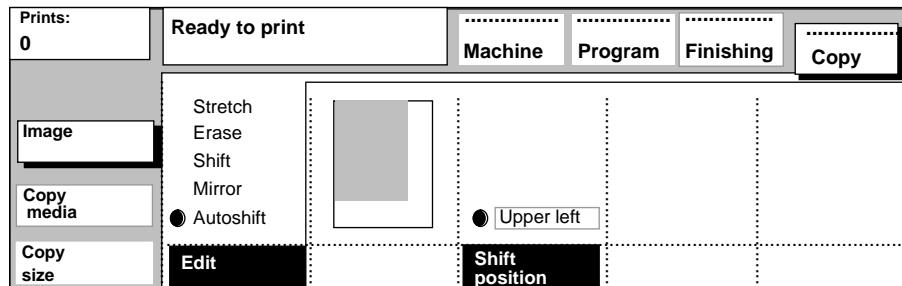 Prints:
0
Ready to print
Machine
Program
Finishing
Copy
Image
Copy
media
Copy
size
Stretch
Erase
Shift
Mirror
Autoshift
Edit
Upper left
Shift
position